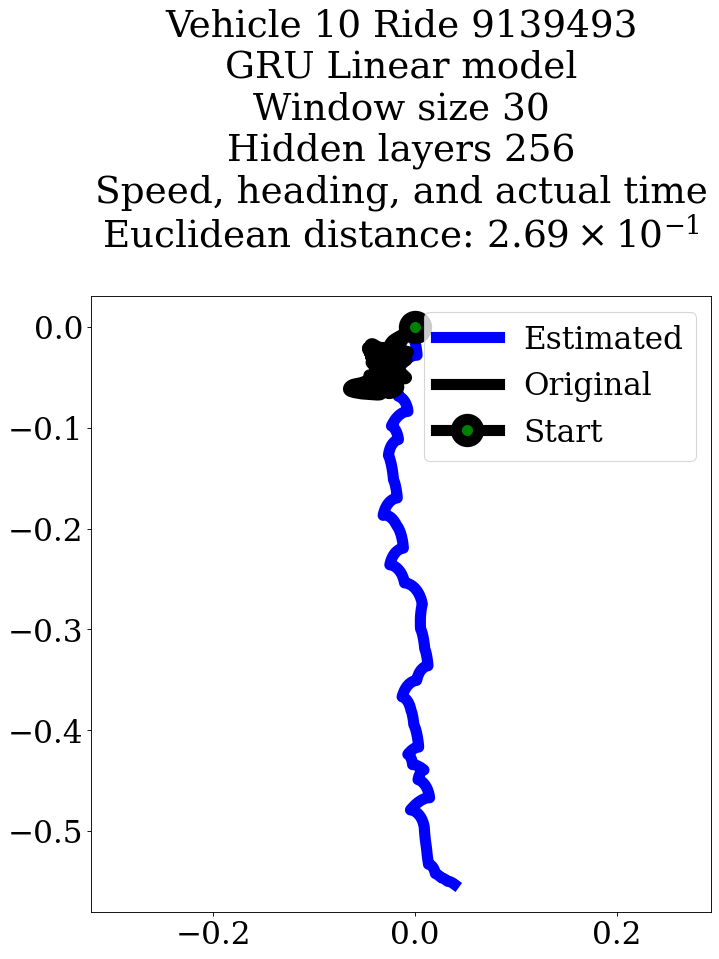 Vehicle 10 Ride 9139493
GRU Linear model
Window size 30
Hidden layers 256
Speed, heading, and actual time
Euclidean distance: 2.69 × 10⁻¹
Estimated
Original
Start
0.0
−0.1
−0.2
−0.3
−0.4
−0.5
−0.2 0.0 0.2